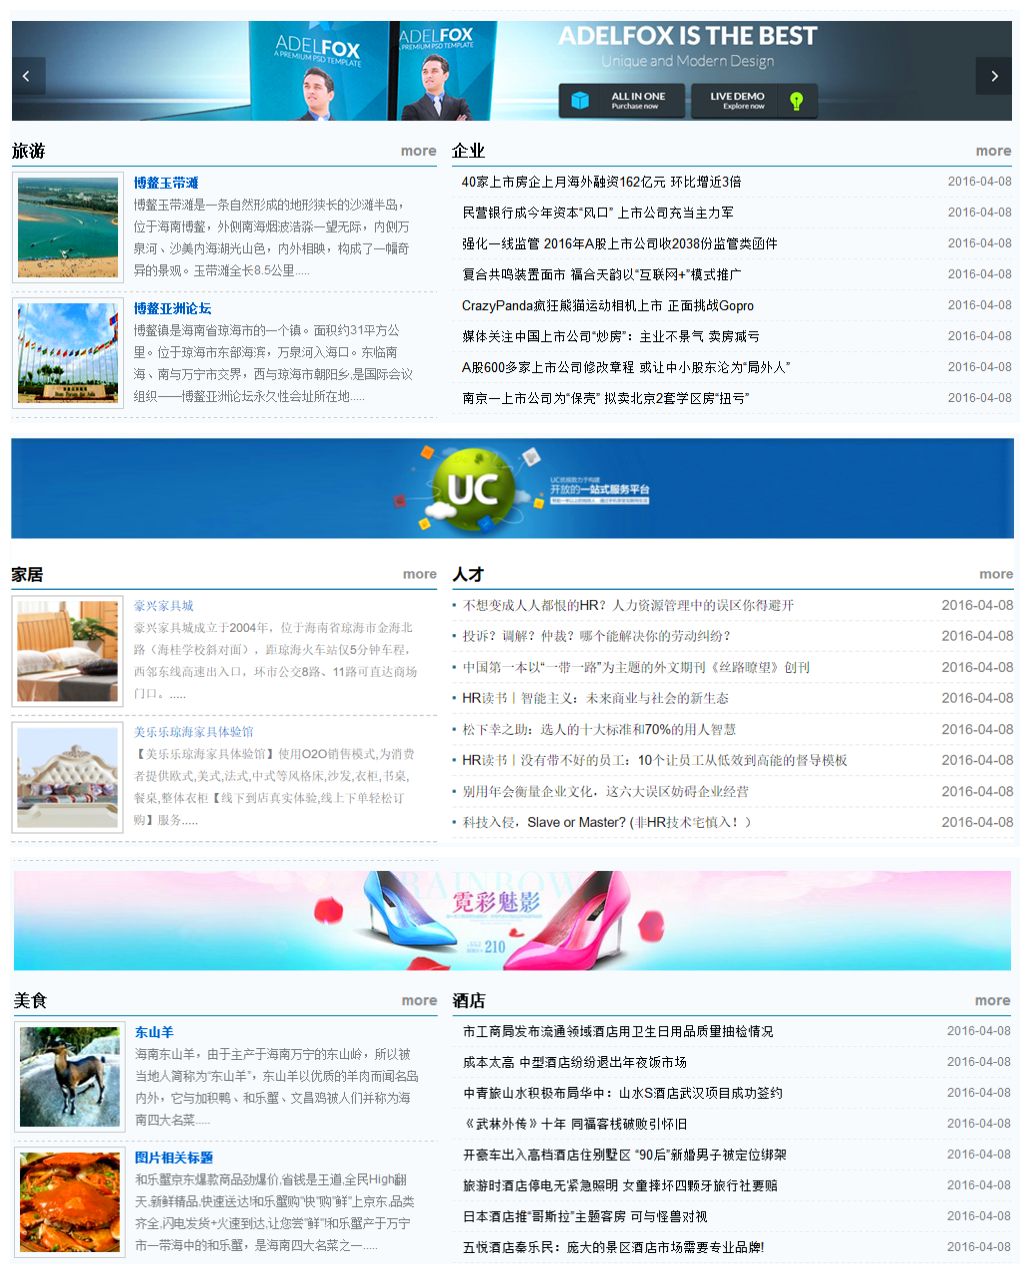 ADELFOX
A PREMIUM PSD TEMPLATE
ADELFOX
A PREMIUM PSD TEMPLATE
ADELFOX IS THE BEST
Unique and Modern Design
ALL IN ONE
Purchase now
LIVE DEMO
Explore now
旅游
more
博鳌玉带滩
博鳌玉带滩是一条自然形成的地形狭长的沙滩半岛，
位于海南博鳌，外侧南海烟波浩淼一望无际，内侧万
泉河、沙美内海湖光山色，内外相映，构成了一幅奇
异的景观。玉带滩全长8.5公里.....
博鳌亚洲论坛
博鳌镇是海南省琼海市的一个镇。面积约31平方公
里。位于琼海市东部海滨，万泉河入海口。东临南
海、南与万宁市交界，西与琼海市朝阳乡.是国际会议
组织——博鳌亚洲论坛永久性会址所在地.....
企业
more
40家上市房企上月海外融资162亿元 环比增近3倍 2016-04-08
民营银行成今年资本“风口” 上市公司充当主力军 2016-04-08
强化一线监管 2016年A股上市公司收2038份监管类函件 2016-04-08
复合共鸣装置面市 福合天韵以“互联网+”模式推广 2016-04-08
CrazyPanda疯狂熊猫运动相机上市 正面挑战Gopro 2016-04-08
媒体关注中国上市公司“炒房”：主业不景气 卖房减亏 2016-04-08
A股600多家上市公司修改章程 或让中小股东沦为“局外人” 2016-04-08
南京一上市公司为“保壳” 拟卖北京2套学区房“扭亏” 2016-04-08
UC
开放的一站式服务平台
家居
more
豪兴家具城
豪兴家具城成立于2004年，位于海南省琼海市金海北
路（海桂学校斜对面），距琼海火车站仅5分钟车程，
西邻东线高速出入口，环市公交8路、11路可直达商场
门口。.....
美乐乐琼海家具体验馆
【美乐乐琼海家具体验馆】使用O2O销售模式,为消费
者提供欧式,美式,法式,中式等风格床,沙发,衣柜,书桌,
餐桌,整体衣柜【线下到店真实体验,线上下单轻松订
购】服务.....
人才
more
不想变成人人都恨的HR？人力资源管理中的误区你得避开 2016-04-08
投诉？调解？仲裁？哪个能解决你的劳动纠纷？ 2016-04-08
中国第一本以“一带一路”为主题的外文期刊《丝路瞭望》创刊 2016-04-08
HR读书丨智能主义：未来商业与社会的新生态 2016-04-08
松下幸之助：选人的十大标准和70%的用人智慧 2016-04-08
HR读书丨没有带不好的员工：10个让员工从低效到高能的督导模板 2016-04-08
别用年会衡量企业文化，这六大误区妨碍企业经营 2016-04-08
科技入侵，Slave or Master? (非HR技术宅慎入！） 2016-04-08
RAINBOW
霓彩魅影
210
美食
more
东山羊
海南东山羊，由于主产于海南万宁的东山岭，所以被
当地人简称为“东山羊”，东山羊以优质的羊肉而闻名岛
内外，它与加积鸭、和乐蟹、文昌鸡被人们并称为海
南四大名菜.....
图片相关标题
和乐蟹京东爆款商品劲爆价,省钱是王道,全民High翻
天,新鲜精品,快速送达!和乐蟹购"快"购"鲜"上京东,品类
齐全,闪电发货+火速到达,让您尝"鲜"!和乐蟹产于万宁
市一带海中的和乐蟹，是海南四大名菜之一.....
酒店
more
市工商局发布流通领域酒店用卫生日用品质量抽检情况 2016-04-08
成本太高 中型酒店纷纷退出年夜饭市场 2016-04-08
中青旅山水积极布局华中：山水S酒店武汉项目成功签约 2016-04-08
《武林外传》十年 同福客栈破败引怀旧 2016-04-08
开豪车出入高档酒店住别墅区 “90后”新婚男子被定位绑架 2016-04-08
旅游时酒店停电无紧急照明 女童摔坏四颗牙旅行社要赔 2016-04-08
日本酒店推“哥斯拉”主题客房 可与怪兽对视 2016-04-08
五悦酒店秦乐民：庞大的景区酒店市场需要专业品牌! 2016-04-08